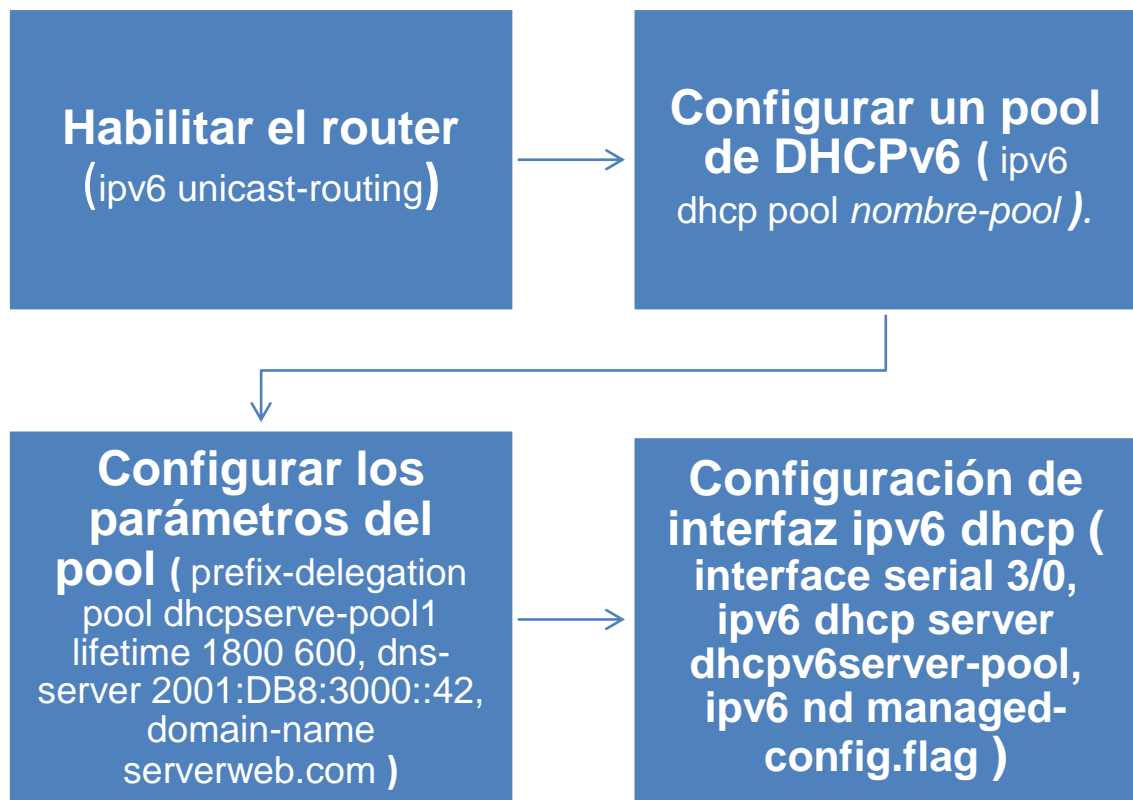 Habilitar el router
(ipv6 unicast-routing)
Configurar un pool
de DHCPv6 ( ipv6
dhcp pool nombre-pool ).
Configurar los
parámetros del
pool ( prefix-delegation
pool dhcpserve-pool1
lifetime 1800 600, dns-
server 2001:DB8:3000::42,
domain-name
serverweb.com )
Configuración de
interfaz ipv6 dhcp (
interface serial 3/0,
ipv6 dhcp server
dhcpv6server-pool,
ipv6 nd managed-
config.flag )